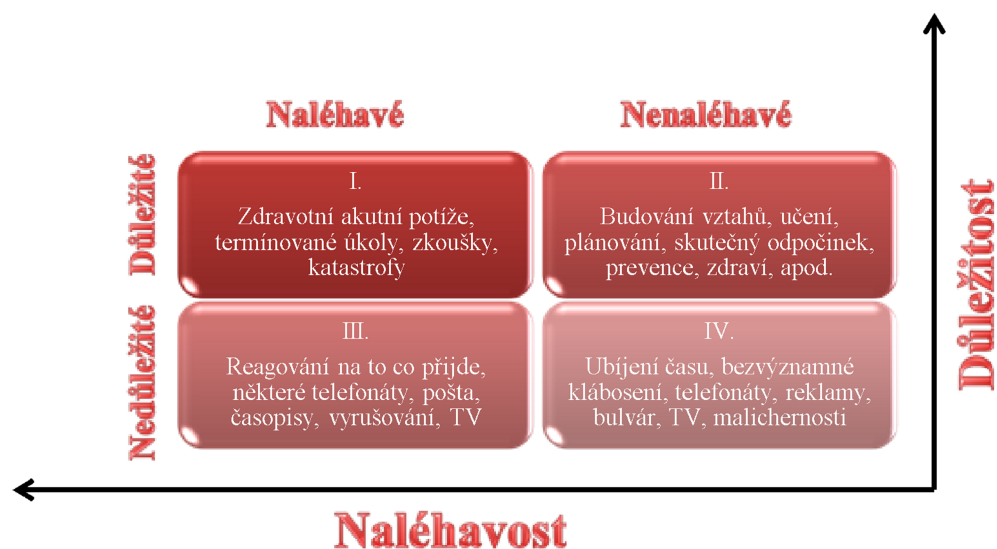 Naléhavé
Nenaléhavé
Důležité
I.
Zdravotní akutní potíže,
termínované úkoly, zkoušky,
katastrofy
II.
Budování vztahů, učení,
plánování, skutečný odpočinek,
prevence, zdraví, apod.
Nedůležité
III.
Reagování na to co přijde,
některé telefonáty, pošta,
časopisy, vyrušování, TV
IV.
Ubíjení času, bezvýznamné
klábosení, telefonáty, reklamy,
bulvár, TV, malichernosti
Důležitost
Naléhavost